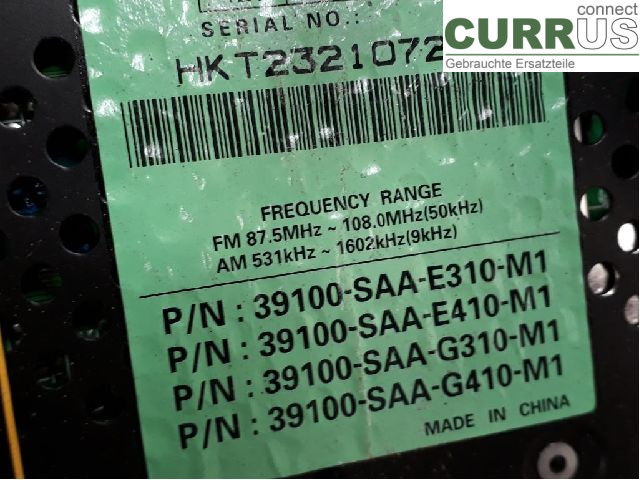 connect
CURRUS
Gebrauchte Ersatzteile
SERIAL NO.:
HKT2321072
FREQUENCY RANGE
FM 87.5MHz ~ 108.0MHz(50kHz)
AM 531kHz ~ 1602kHz(9kHz)
P/N : 39100-SAA-E310-M1
P/N : 39100-SAA-E410-M1
P/N : 39100-SAA-G310-M1
P/N : 39100-SAA-G410-M1
MADE IN CHINA